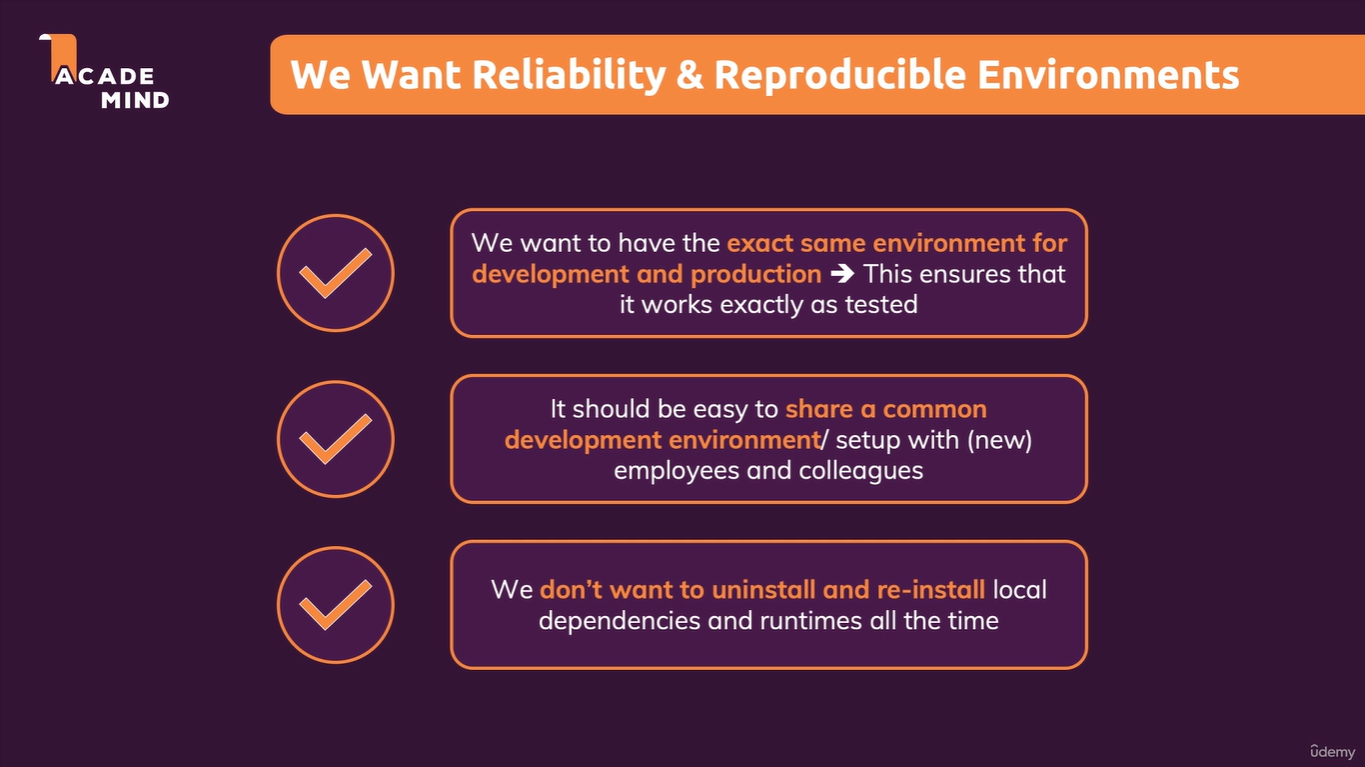 ACADE
MIND
We Want Reliability & Reproducible Environments
We want to have the exact same environment for
development and production ➔ This ensures that
it works exactly as tested
It should be easy to share a common
development environment/ setup with (new)
employees and colleagues
We don’t want to uninstall and re-install local
dependencies and runtimes all the time
ûdemy